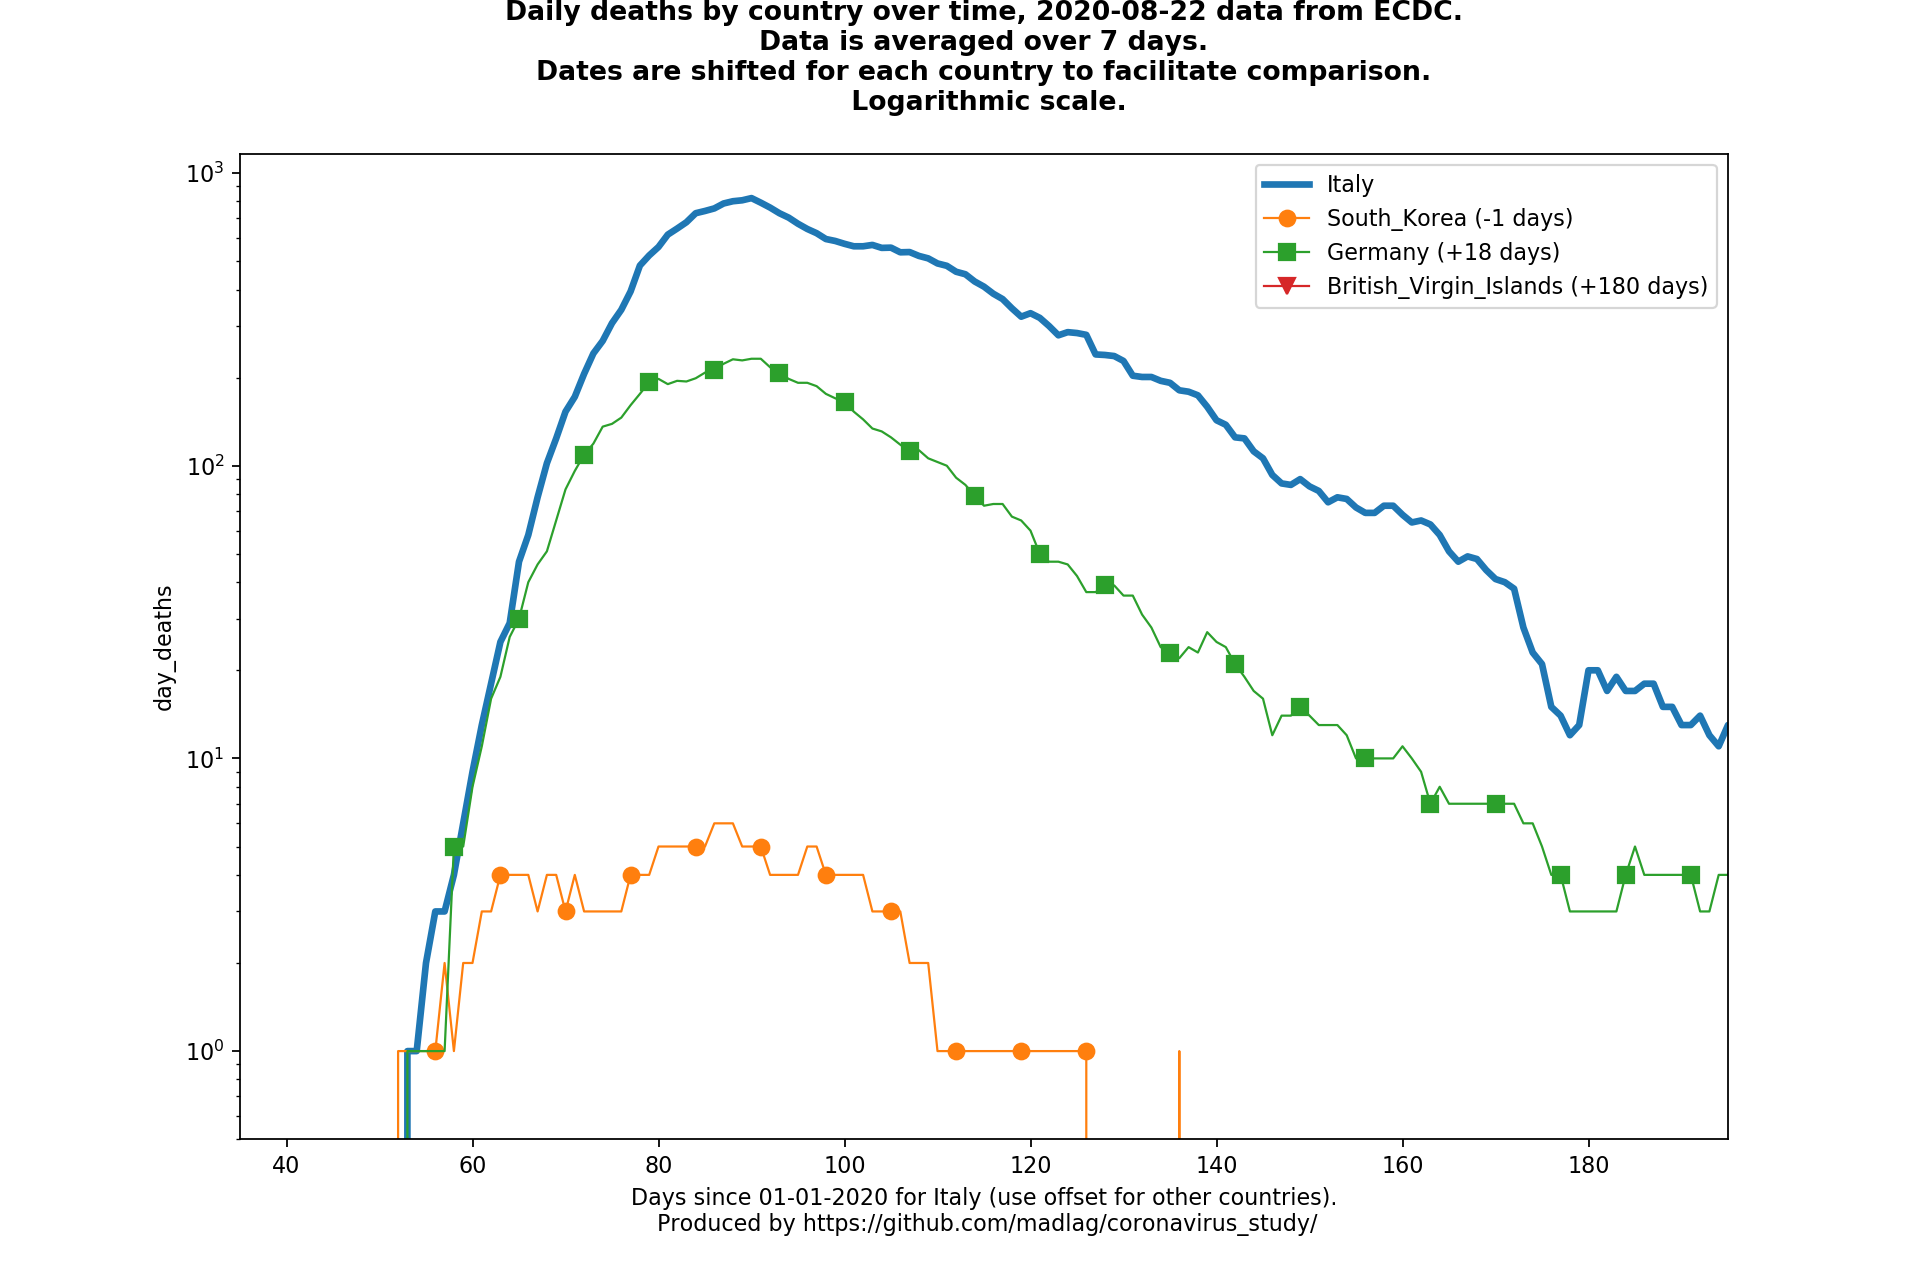 Daily deaths by country over time, 2020-08-22 data from ECDC.
Data is averaged over 7 days.
Dates are shifted for each country to facilitate comparison.
Logarithmic scale.
10³
10²
10¹
10⁰
day_deaths
Italy
South_Korea (-1 days)
Germany (+18 days)
British_Virgin_Islands (+180 days)
40 60 80 100 120 140 160 180
Days since 01-01-2020 for Italy (use offset for other countries).
Produced by https://github.com/madlag/coronavirus_study/